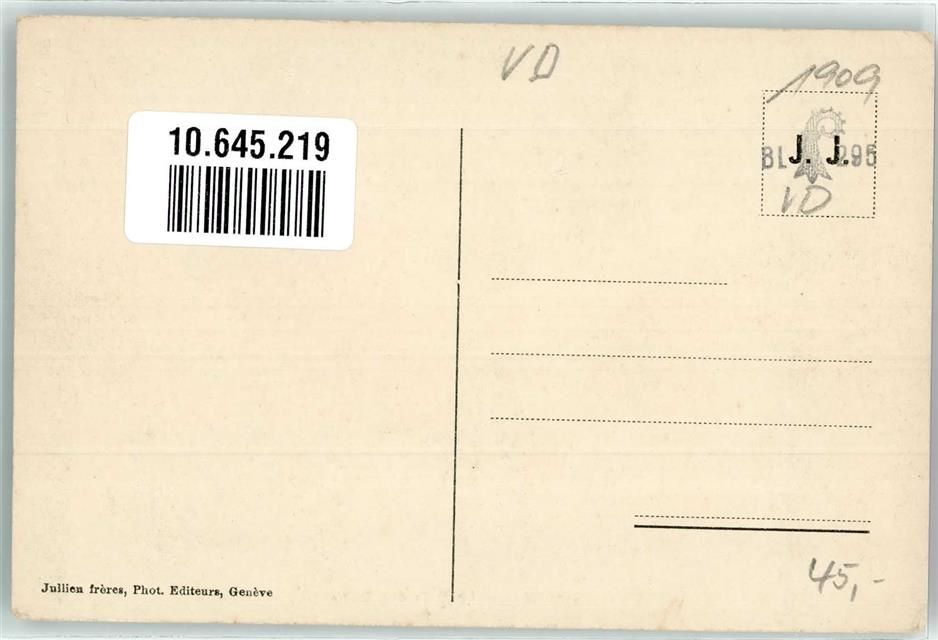 VD
1909
10.645.219
J. J.
BL 295
VD
45,-
Jullien frères, Phot. Editeurs, Genève